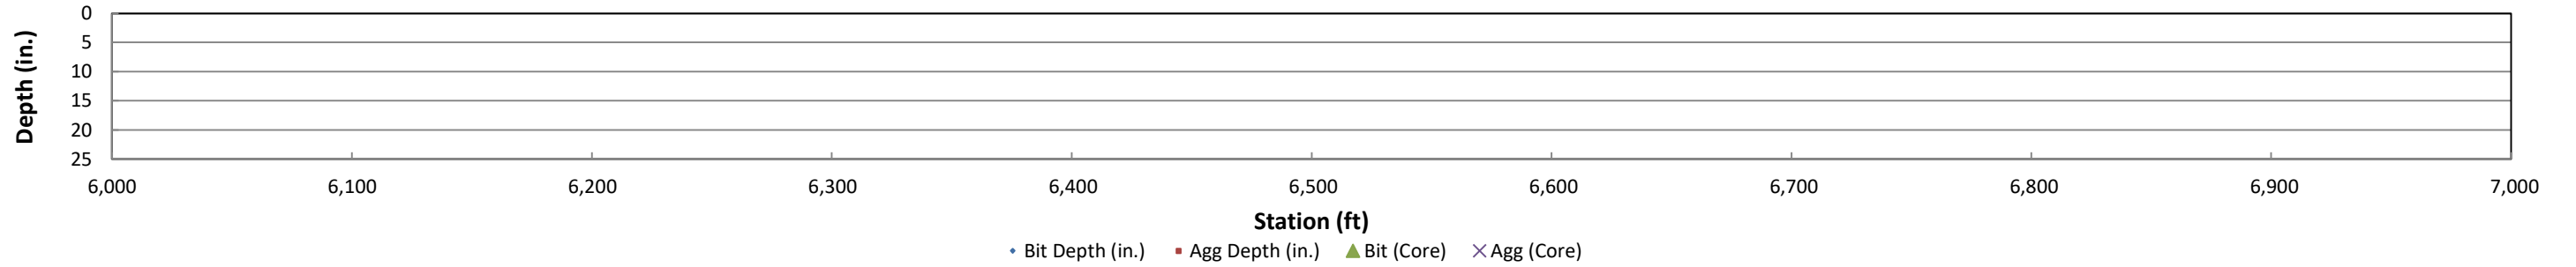 Depth (in.)
0
5
10
15
20
25
6,000 6,100 6,200 6,300 6,400 6,500 6,600 6,700 6,800 6,900 7,000
Station (ft)
Bit Depth (in.) Agg Depth (in.) Bit (Core) Agg (Core)